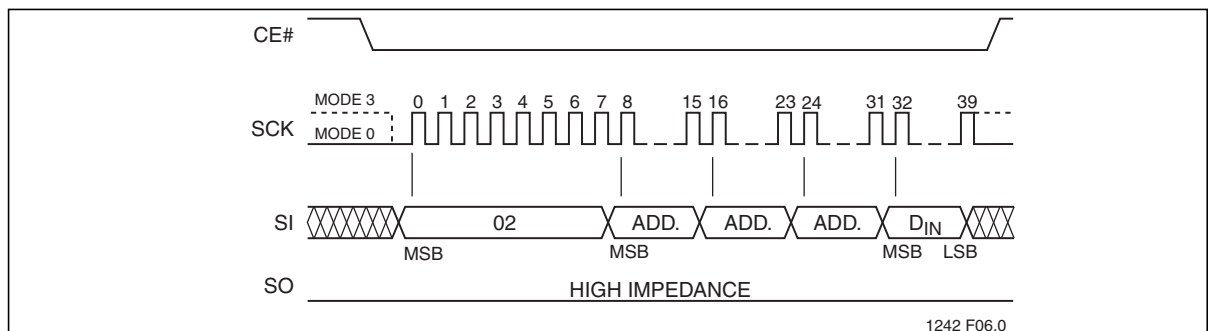 CE#
MODE 3
0 1 2 3 4 5 6 7 8 15 16 23 24 31 32 39
SCK
MODE 0
SI
02 ADD. ADD. ADD. DIN
MSB MSB MSB LSB
SO
HIGH IMPEDANCE
1242 F06.0